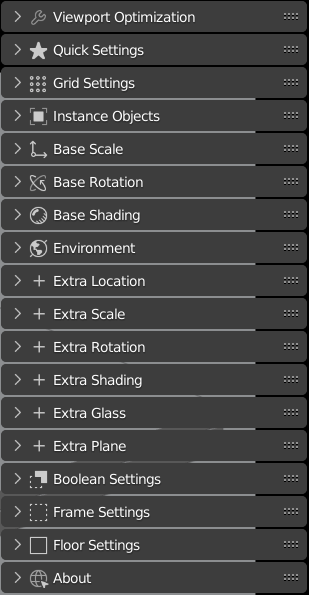 Viewport Optimization
Quick Settings
Grid Settings
Instance Objects
Base Scale
Base Rotation
Base Shading
Environment
Extra Location
Extra Scale
Extra Rotation
Extra Shading
Extra Glass
Extra Plane
Boolean Settings
Frame Settings
Floor Settings
About